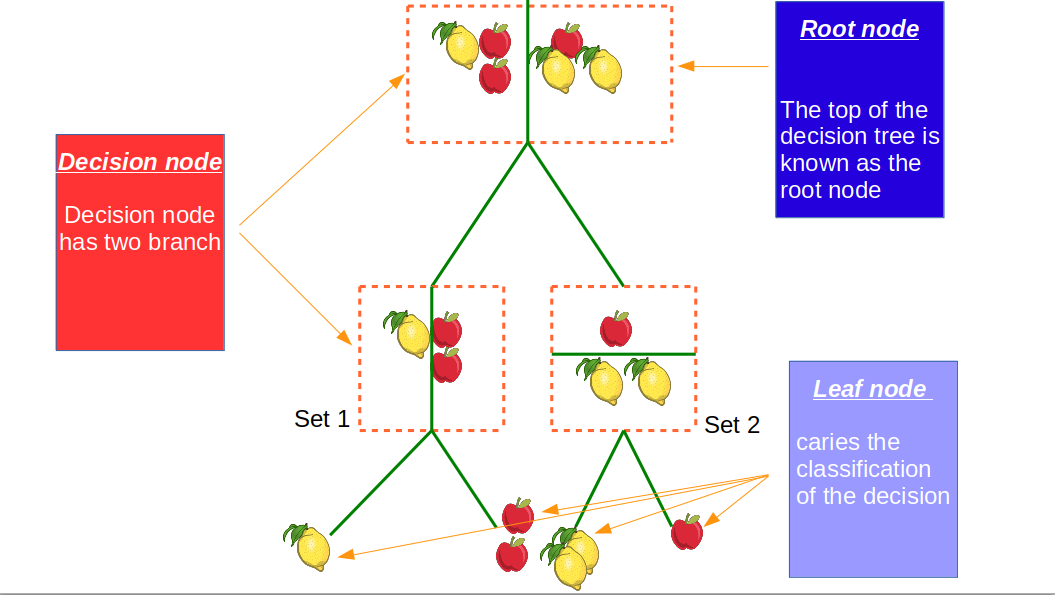 Root node
The top of the
decision tree is
known as the
root node
Decision node
Decision node
has two branch
Set 1
Set 2
Leaf node
caries the
classification
of the decision